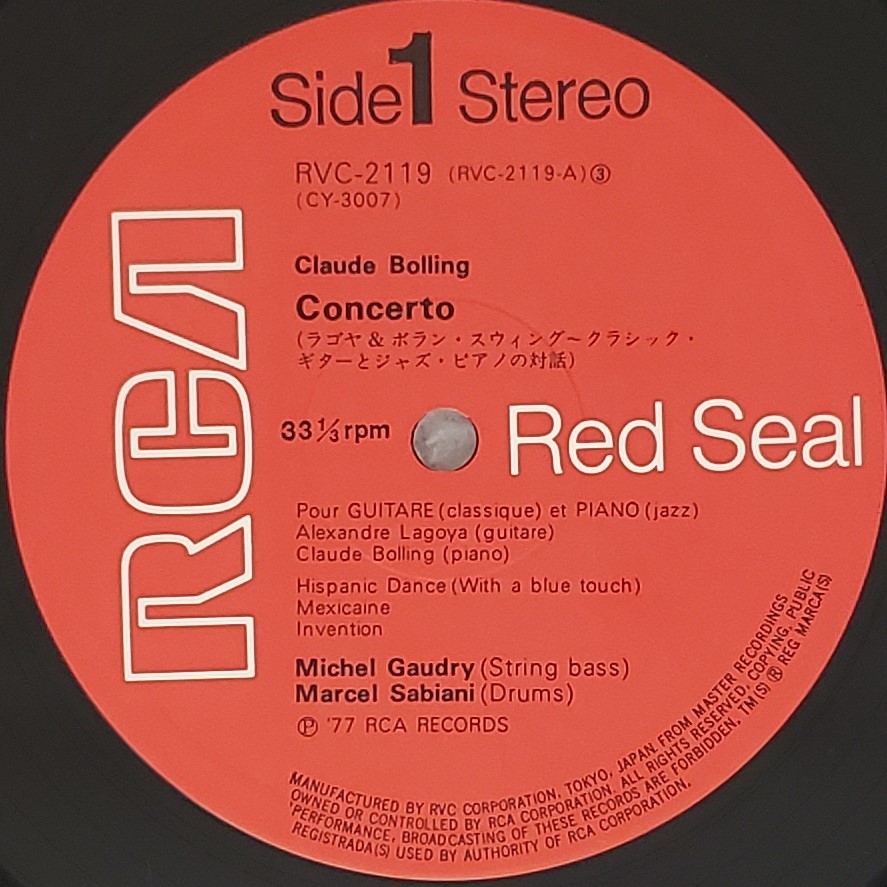 Side 1 Stereo
RVC-2119 (RVC-2119-A)③
(CY-3007)
Claude Bolling
Concerto
(ラゴヤ & ボラン・スウィング~クラシック・
ギターとジャズ・ピアノの対話)
33⅓rpm
Red Seal
RCA
Pour GUITARE (classique) et PIANO (jazz)
Alexandre Lagoya (guitare)
Claude Bolling (piano)
Hispanic Dance (With a blue touch)
Mexicaine
Invention
Michel Gaudry (String bass)
Marcel Sabiani (Drums)
Ⓟ '77 RCA RECORDS
MANUFACTURED BY RVC CORPORATION, TOKYO, JAPAN. FROM MASTER RECORDINGS
OWNED OR CONTROLLED BY RCA CORPORATION. ALL RIGHTS RESERVED, COPYING, PUBLIC
'PERFORMANCE, BROADCASTING OF THESE RECORDS ARE FORBIDDEN, TM(S) ® REG MARCA(S)
REGISTRADA(S) USED BY AUTHORITY OF RCA CORPORATION.